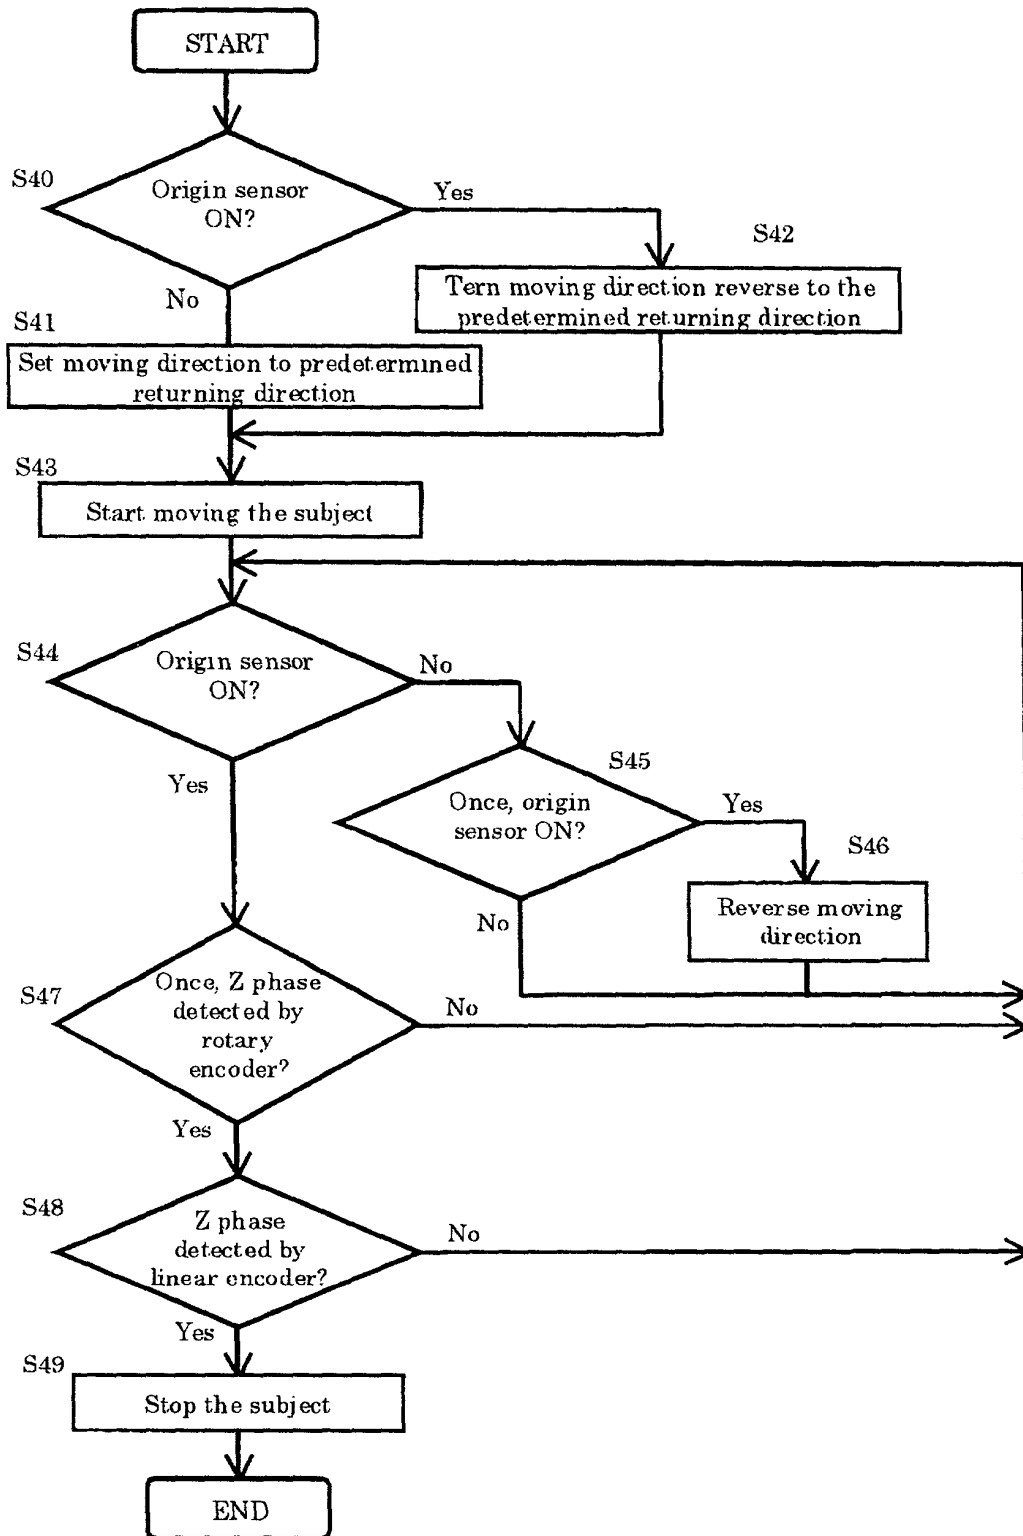 START
S40
Origin sensor
ON?
Yes
S42
Tern moving direction reverse to the
predetermined returning direction
No
S41
Set moving direction to predetermined
returning direction
S43
Start moving the subject
S44
Origin sensor
ON?
No
Yes
S45
Once, origin
sensor ON?
Yes
S46
Reverse moving
direction
No
S47
Once, Z phase
detected by
rotary
encoder?
No
Yes
S48
Z phase
detected by
linear encoder?
No
Yes
S49
Stop the subject
END